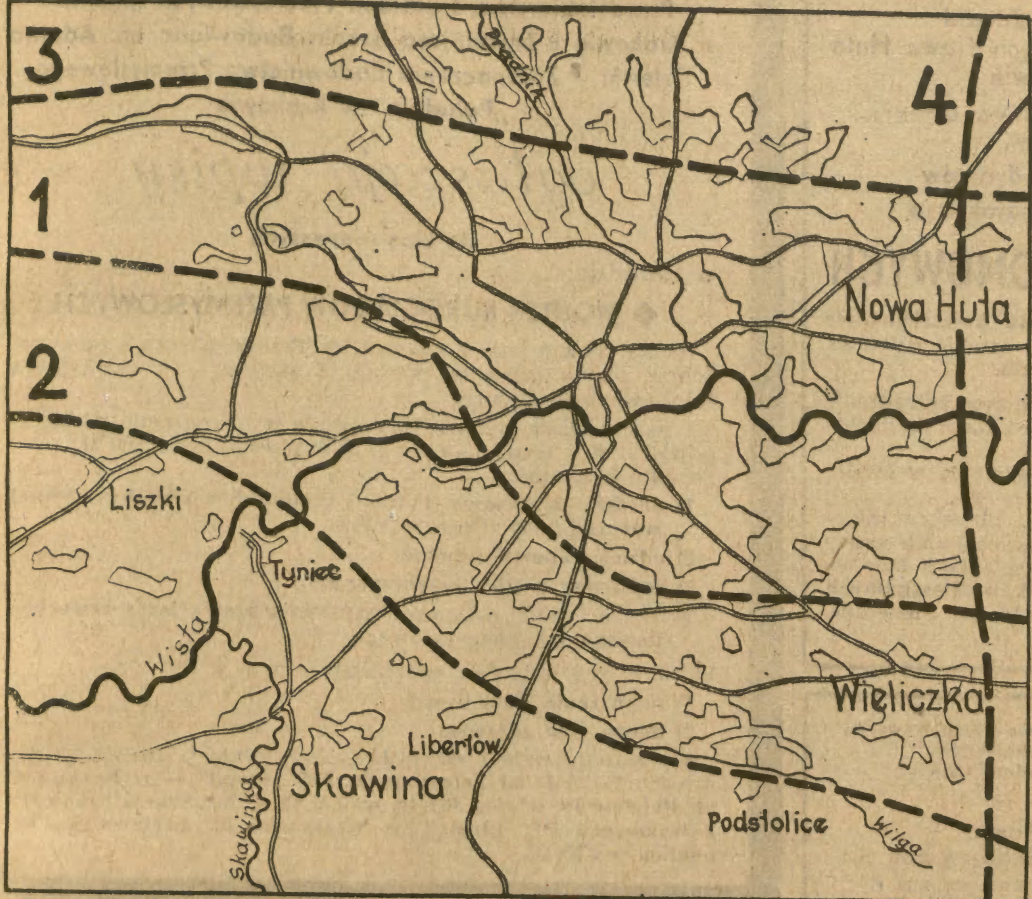 3
Prądnik
4
1
Nowa Huta
2
Liszki
Tyniec
Wisła
Wieliczka
Libertów
Skawina
Skawinka
Podstolice
Wilga